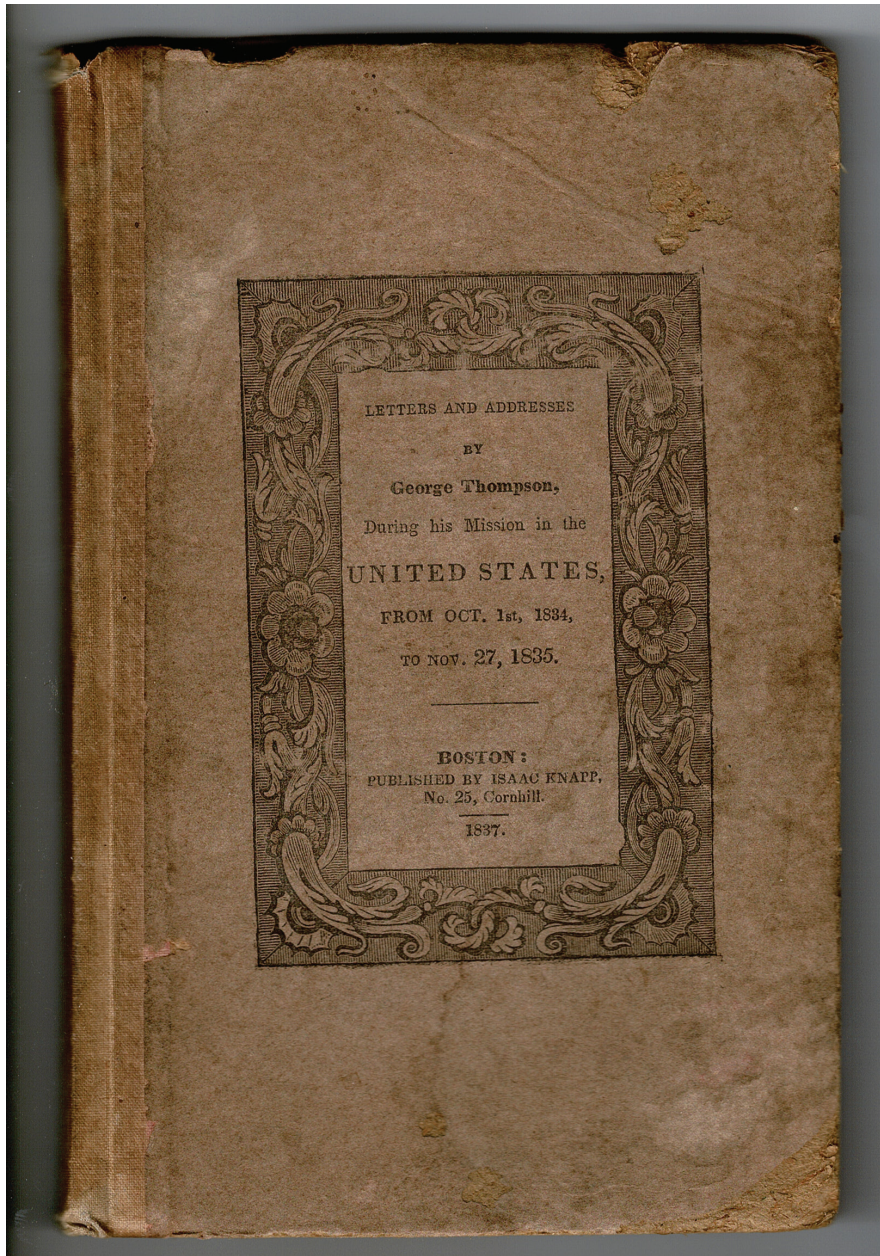 LETTERS AND ADDRESSES
BY
George Thompson,
During his Mission in the
UNITED STATES,
FROM OCT. 1st, 1834,
TO NOV. 27, 1835.
BOSTON:
PUBLISHED BY ISAAC KNAPP,
No. 25, Cornhill.
1837.